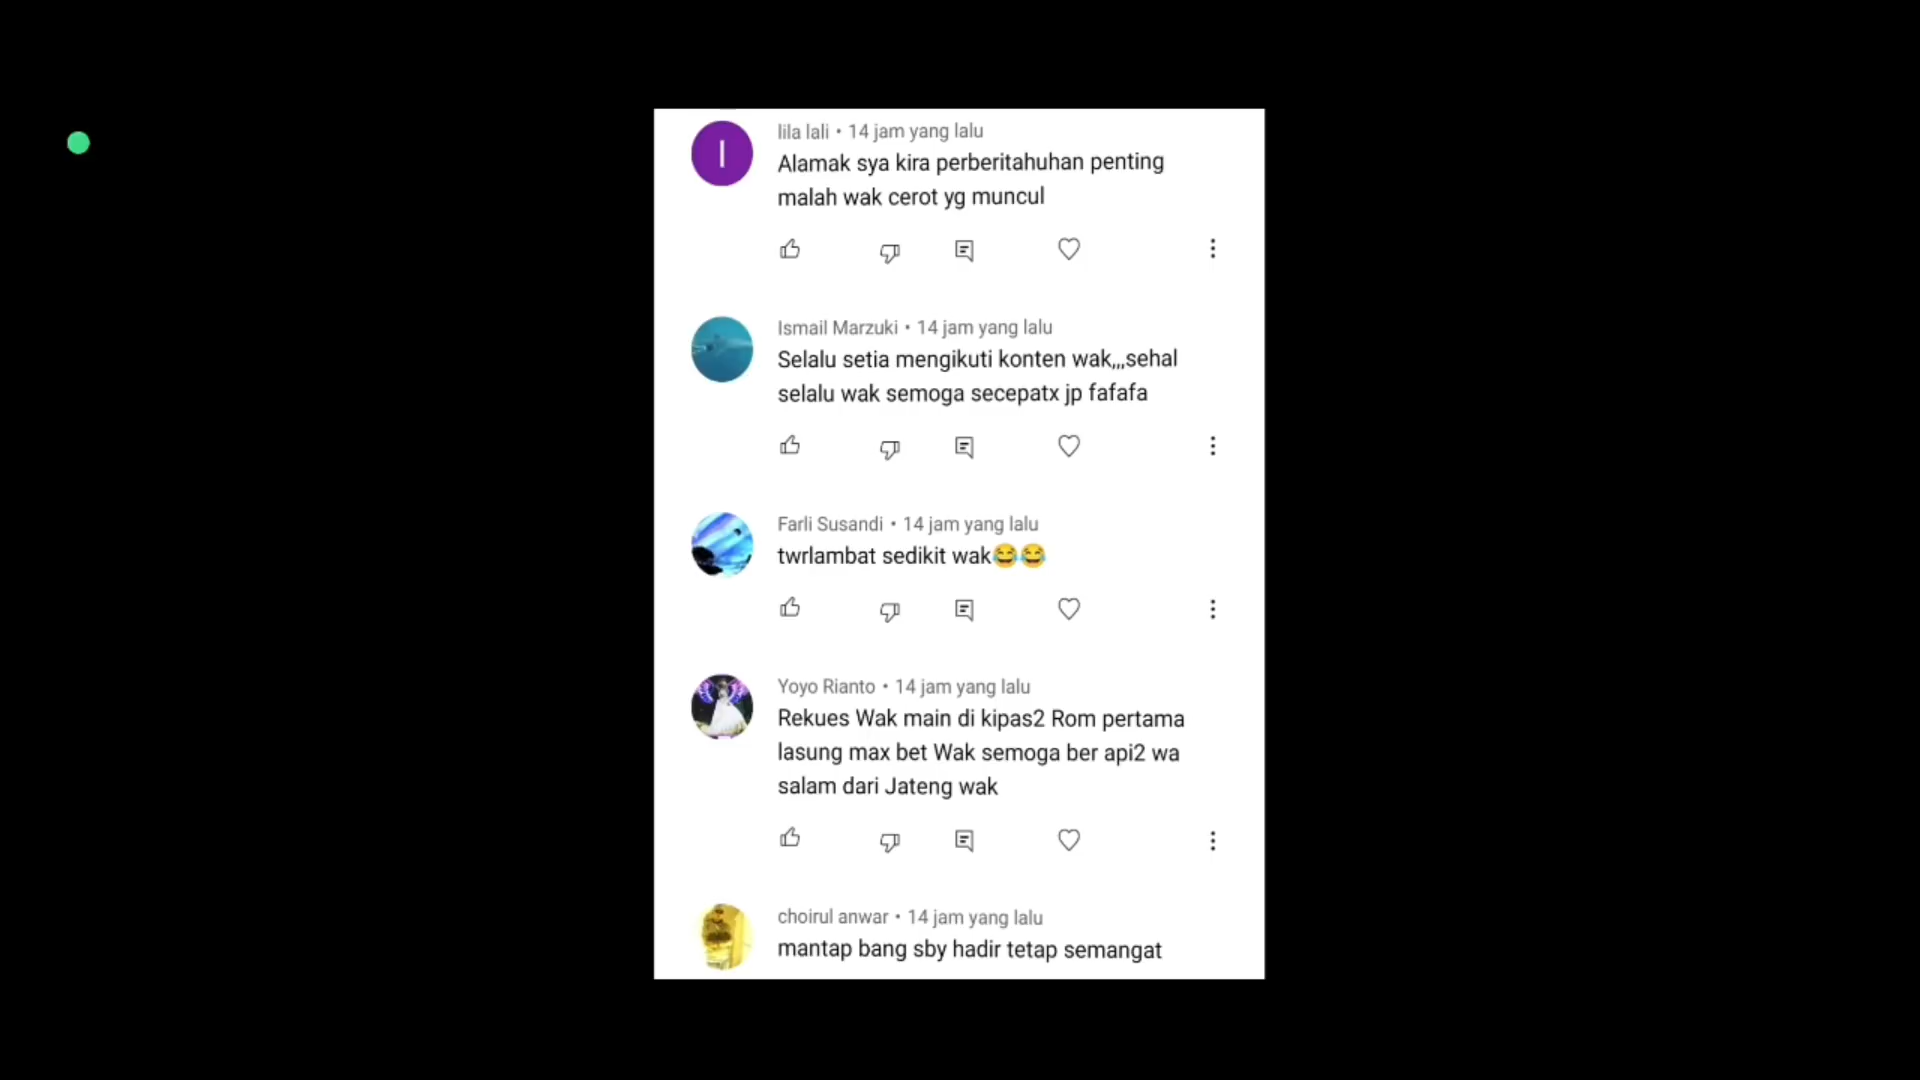 l
lila lali • 14 jam yang lalu
Alamak sya kira perberitahuhan penting
malah wak cerot yg muncul
Ismail Marzuki • 14 jam yang lalu
Selalu setia mengikuti konten wak,,,sehal
selalu wak semoga secepatx jp fafafa
Farli Susandi • 14 jam yang lalu
twrlambat sedikit wak😂😂
Yoyo Rianto • 14 jam yang lalu
Rekues Wak main di kipas2 Rom pertama
lasung max bet Wak semoga ber api2 wa
salam dari Jateng wak
choirul anwar • 14 jam yang lalu
mantap bang sby hadir tetap semangat